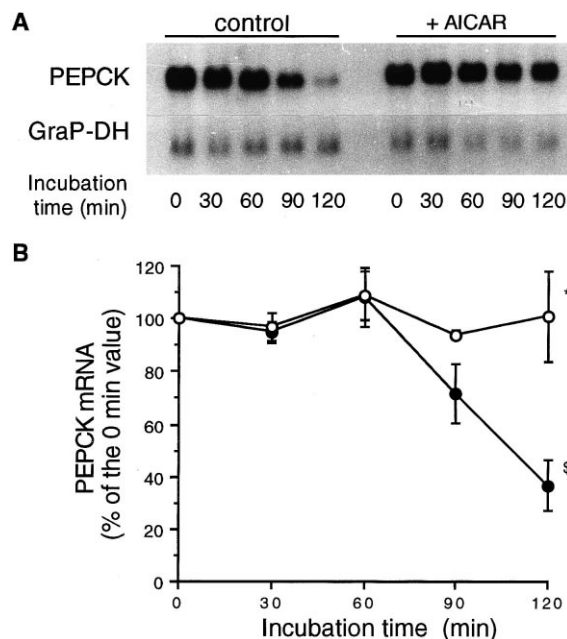 A
control
+ AICAR
PEPCK
GraP-DH
Incubation
time (min)
0 30 60 90 120 0 30 60 90 120
B
PEPCK mRNA
(% of the 0 min value)
120
100
80
60
40
20
0
*
$
0 30 60 90 120
Incubation time (min)